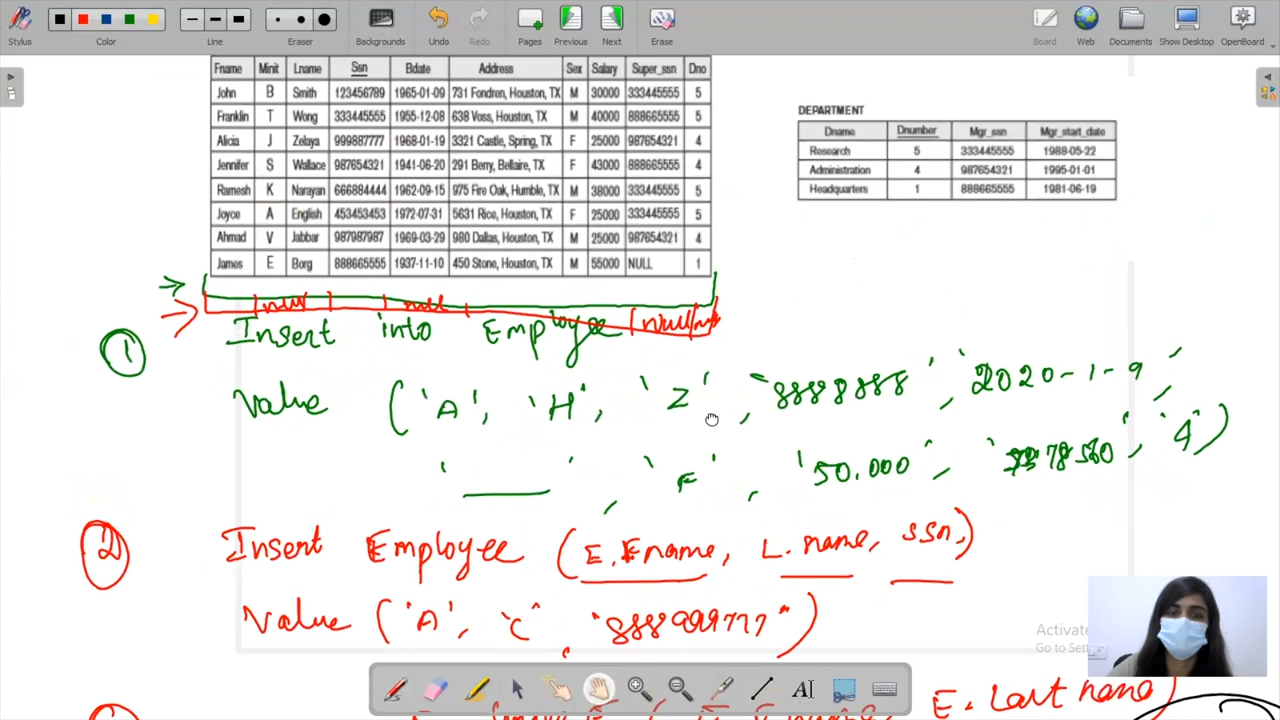 Stylus Color Line Eraser Backgrounds Undo Redo Pages Previous Next Erase Board Web Documents Show Desktop OpenBoard
Fname Minit Lname Ssn Bdate Address Sex Salary Super_ssn Dno
John B Smith 123456789 1965-01-09 731 Fondren, Houston, TX M 30000 333445555 5
Franklin T Wong 333445555 1955-12-08 638 Voss, Houston, TX M 40000 888665555 5
Alicia J Zelaya 999887777 1968-01-19 3321 Castle, Spring, TX F 25000 987654321 4
Jennifer S Wallace 987654321 1941-06-20 291 Berry, Bellaire, TX F 43000 888665555 4
Ramesh K Narayan 666884444 1962-09-15 975 Fire Oak, Humble, TX M 38000 333445555 5
Joyce A English 453453453 1972-07-31 5631 Rice, Houston, TX F 25000 333445555 5
Ahmad V Jabbar 987987987 1969-03-29 980 Dallas, Houston, TX M 25000 987654321 4
James E Borg 888665555 1937-11-10 450 Stone, Houston, TX M 55000 NULL 1
DEPARTMENT
Dname Dnumber Mgr_ssn Mgr_start_date
Research 5 333445555 1988-05-22
Administration 4 987654321 1995-01-01
Headquarters 1 888665555 1981-06-19
null null null
① Insert into Employee
Value ('A', 'H', 'Z', '8888888', '2020-1-9',
'____', 'F', '50.000', '4')
② Insert Employee (E.Fname, L.name, ssn,)
Value ('A', 'C', "888999777")
Activate
Go to Set
E. Last name)